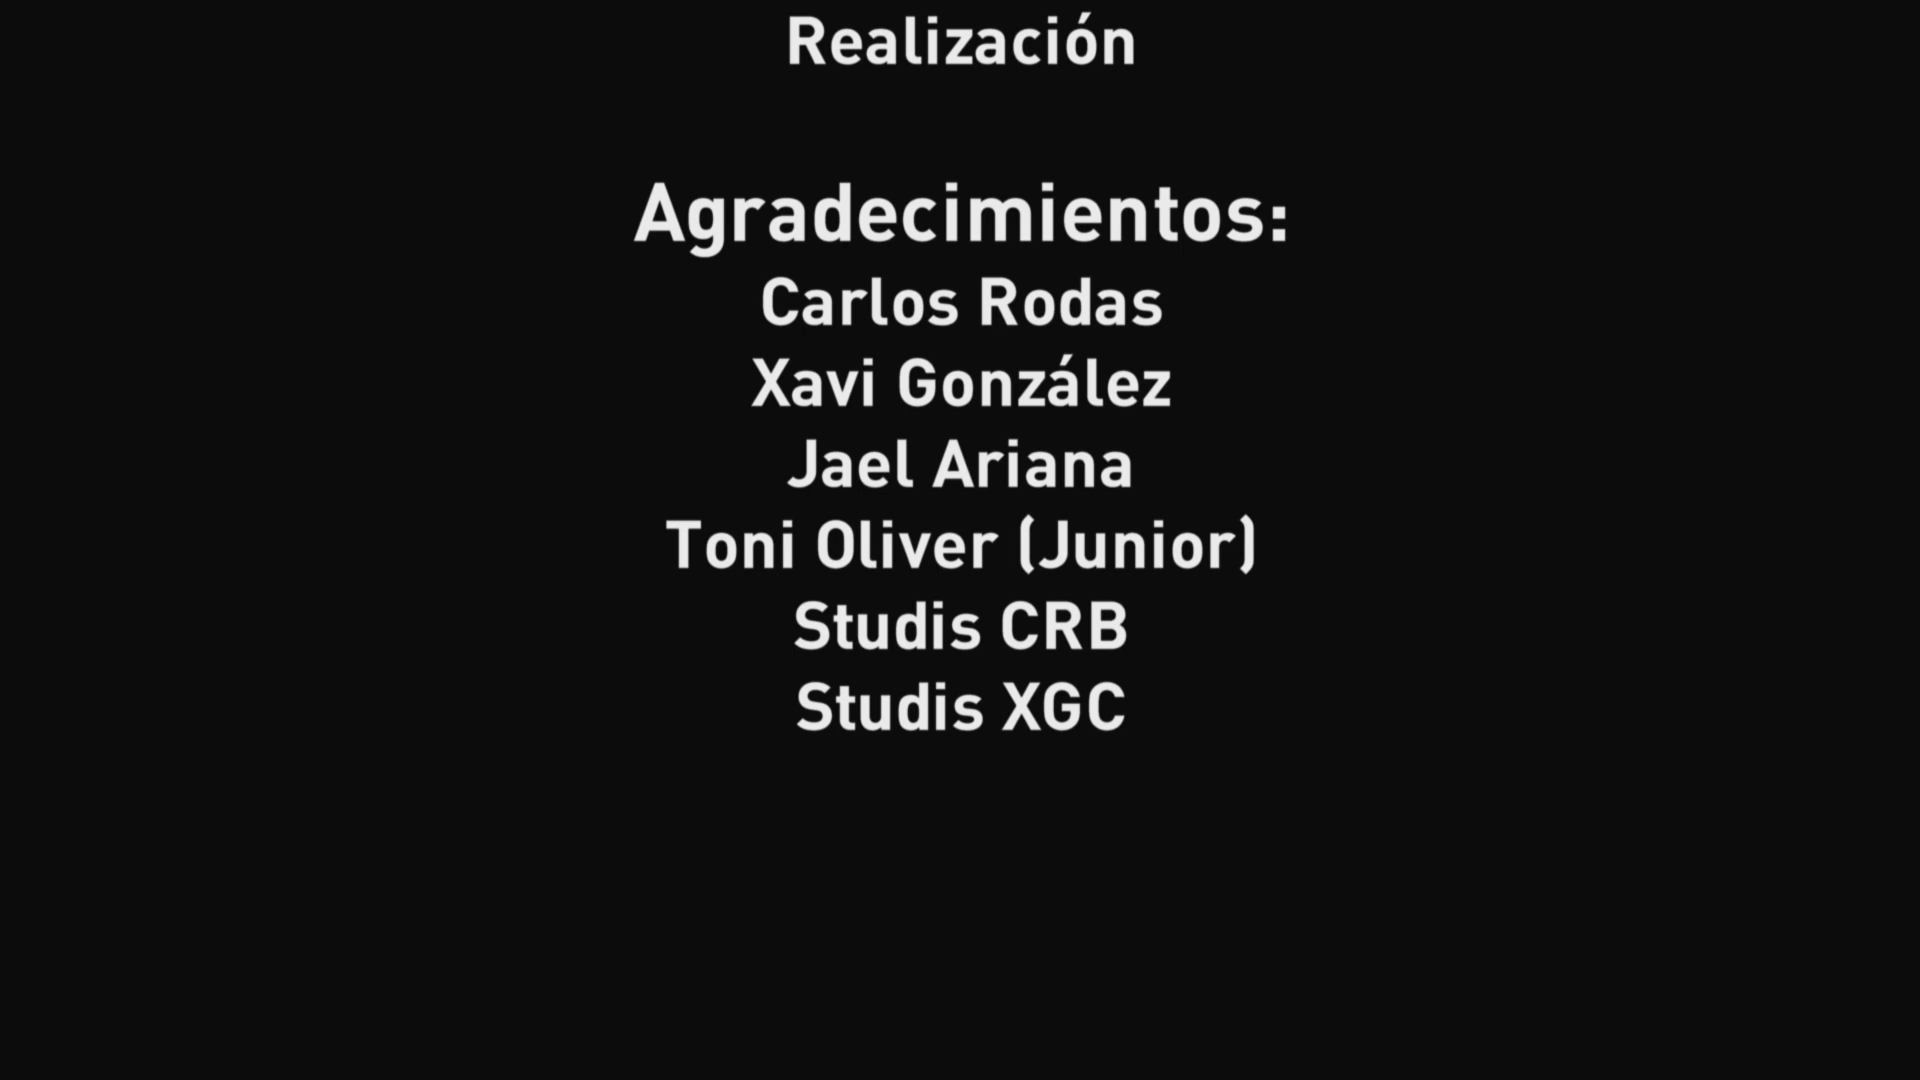 Realización
Agradecimientos:
Carlos Rodas
Xavi González
Jael Ariana
Toni Oliver (Junior)
Studis CRB
Studis XGC